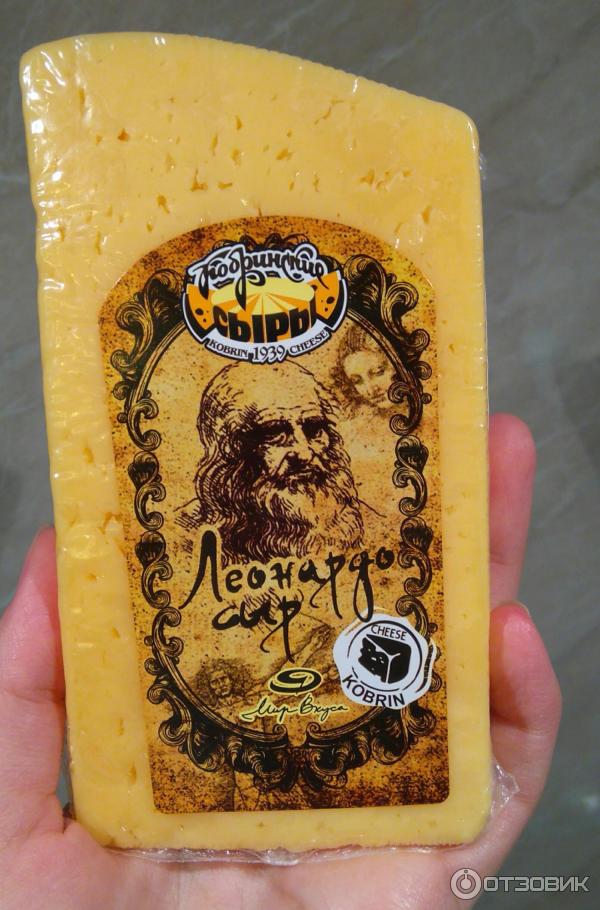 Кобринские
СЫРЫ
KOBRIN 1939 CHEESE
Леонардо
сыр
CHEESE
KOBRIN
Мир Вкуса
ОТЗОВИК